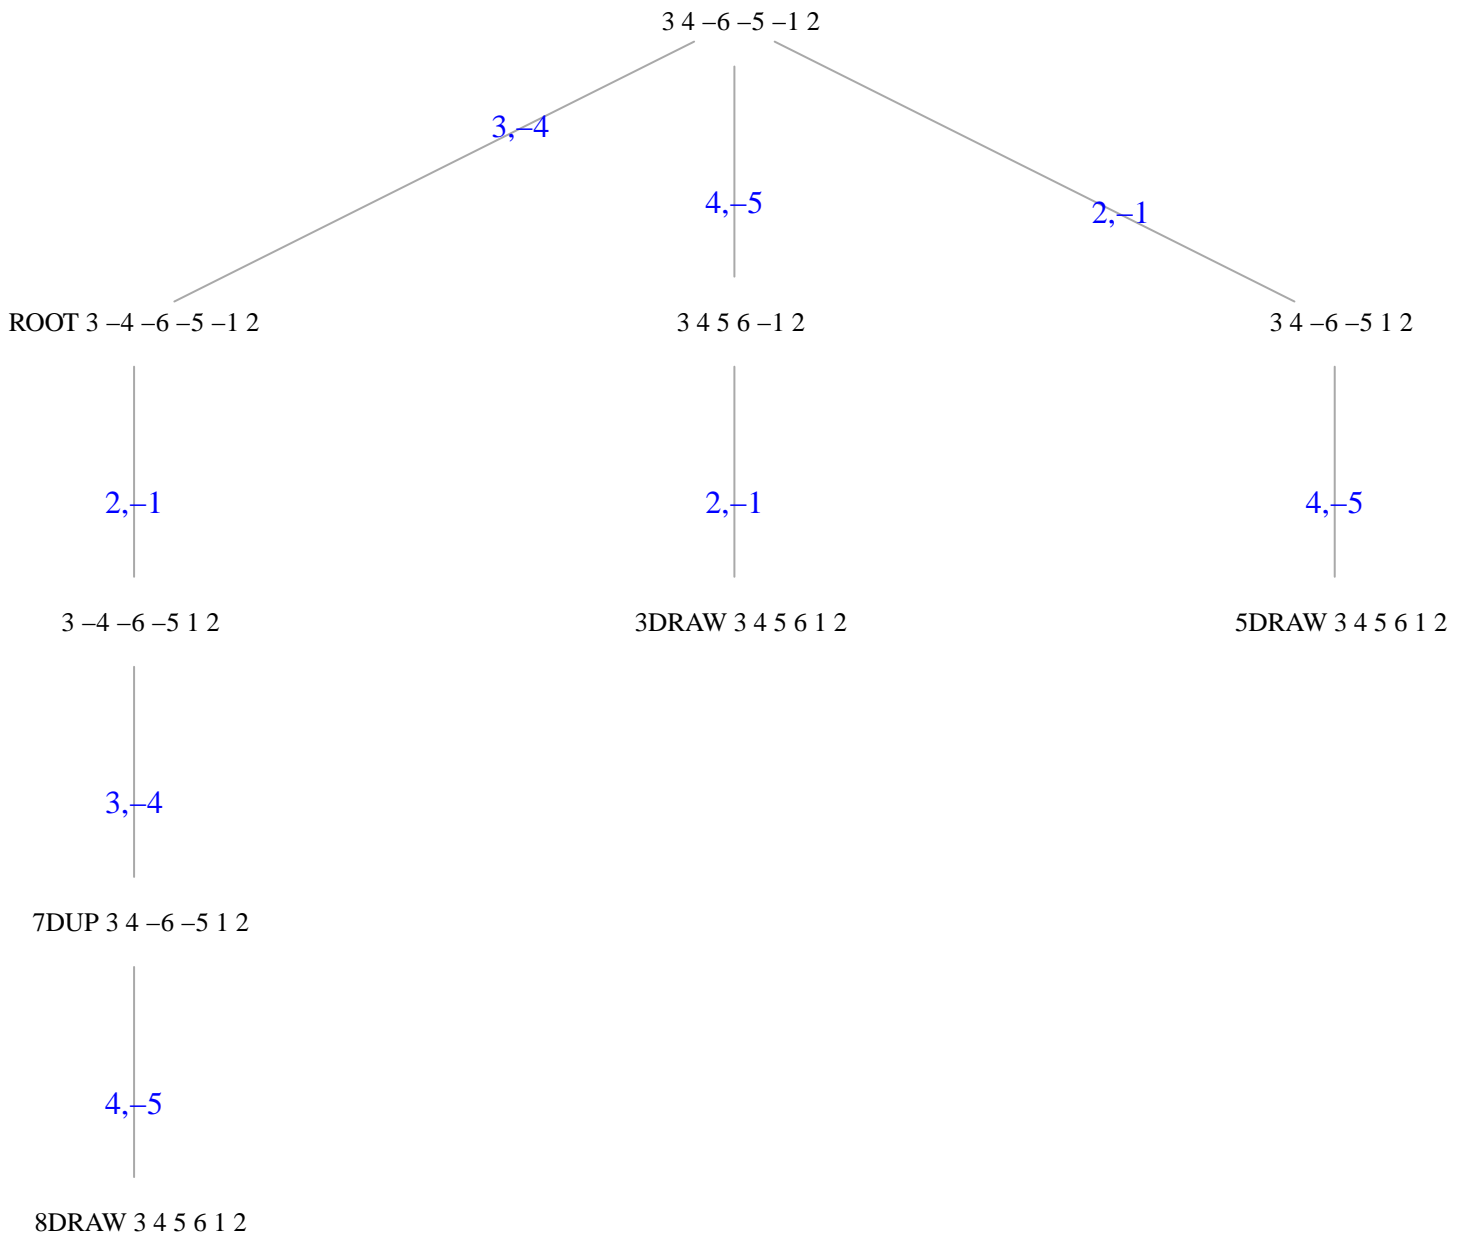 3 4 –6 –5 –1 2
3,–4
4,–5
2,–1
ROOT 3 –4 –6 –5 –1 2
3 4 5 6 –1 2
3 4 –6 –5 1 2
2,–1
2,–1
4,–5
3 –4 –6 –5 1 2
3DRAW 3 4 5 6 1 2
5DRAW 3 4 5 6 1 2
3,–4
7DUP 3 4 –6 –5 1 2
4,–5
8DRAW 3 4 5 6 1 2